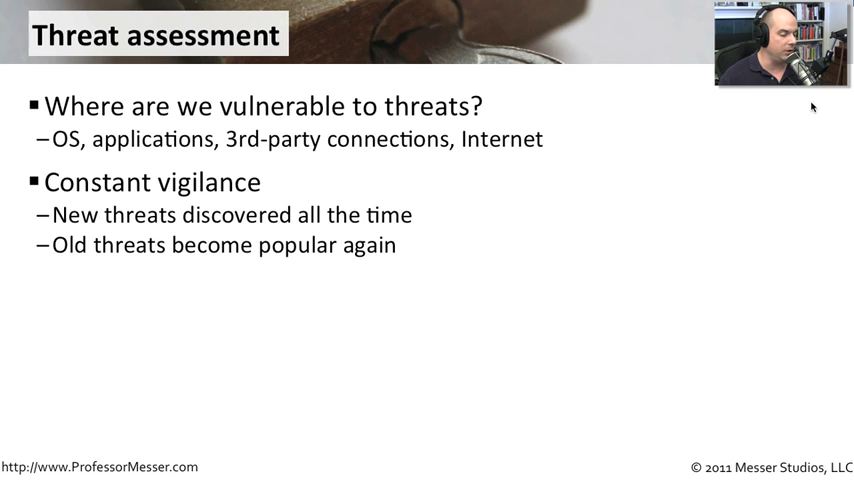 Threat assessment
▪ Where are we vulnerable to threats?
–OS, applications, 3rd-party connections, Internet
▪ Constant vigilance
–New threats discovered all the time
–Old threats become popular again
http://www.ProfessorMesser.com
© 2011 Messer Studios, LLC